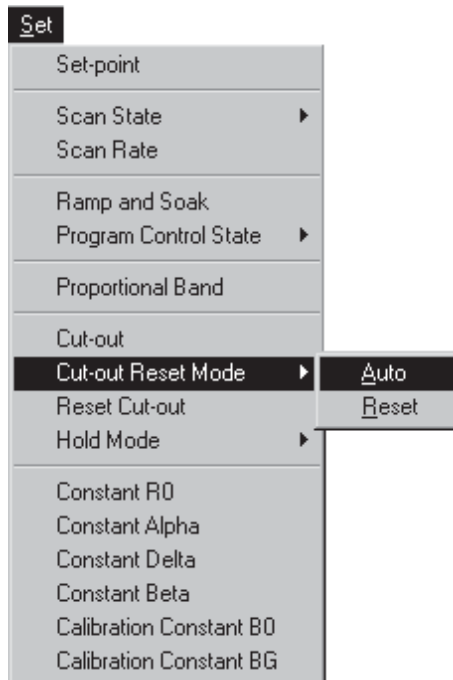 Set
Set-point
Scan State
Scan Rate
Ramp and Soak
Program Control State
Proportional Band
Cut-out
Cut-out Reset Mode
Auto
Reset Cut-out
Reset
Hold Mode
Constant R0
Constant Alpha
Constant Delta
Constant Beta
Calibration Constant B0
Calibration Constant BG